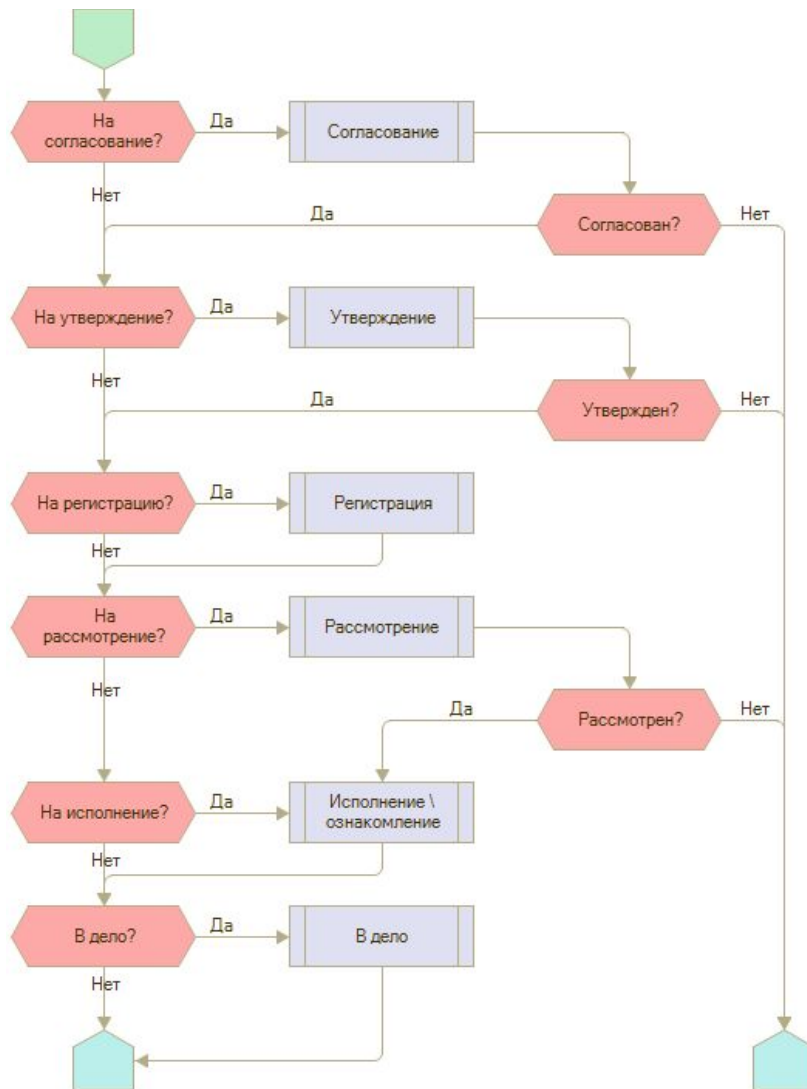 На
согласование?
Да
Согласование
Нет
Да
Согласован?
Нет
На утверждение?
Да
Утверждение
Нет
Да
Утвержден?
Нет
На регистрацию?
Да
Регистрация
Нет
На
рассмотрение?
Да
Рассмотрение
Нет
Да
Рассмотрен?
Нет
На исполнение?
Да
Исполнение \
ознакомление
Нет
В дело?
Да
В дело
Нет